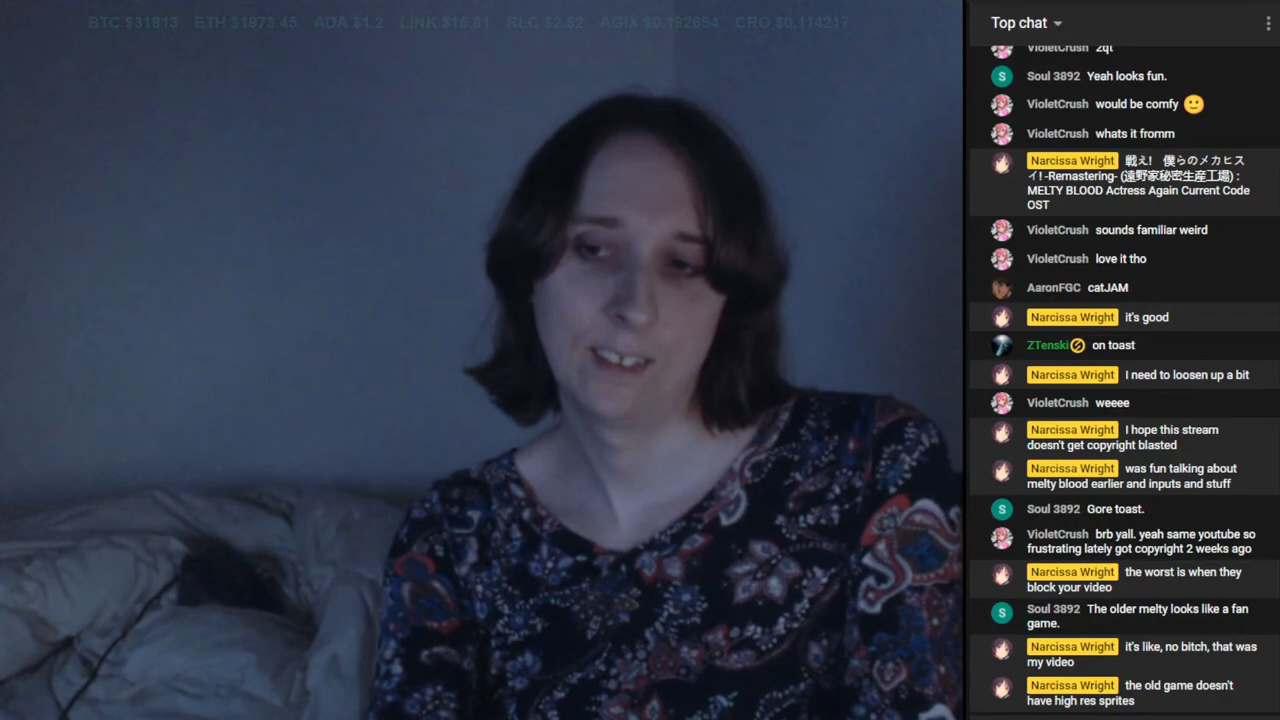 BTC $31813 ETH $1973.45 ADA $1.2 LINK $16.81 RLC $2.52 AGIX $0.192654 CRO $0.114217
Top chat
VioletCrush 2qt
Soul 3892 Yeah looks fun.
VioletCrush would be comfy
VioletCrush whats it fromm
Narcissa Wright 戦え! 僕らのメカヒス
イ! -Remastering- (遠野家秘密生産工場) :
MELTY BLOOD Actress Again Current Code
OST
VioletCrush sounds familiar weird
VioletCrush love it tho
AaronFGC catJAM
Narcissa Wright it's good
ZTenski on toast
Narcissa Wright I need to loosen up a bit
VioletCrush weeee
Narcissa Wright I hope this stream
doesn't get copyright blasted
Narcissa Wright was fun talking about
melty blood earlier and inputs and stuff
S
Soul 3892 Gore toast.
VioletCrush brb yall. yeah same youtube so
frustrating lately got copyright 2 weeks ago
Narcissa Wright the worst is when they
block your video
S
Soul 3892 The older melty looks like a fan
game.
Narcissa Wright it's like, no bitch, that was
my video
Narcissa Wright the old game doesn't
have high res sprites